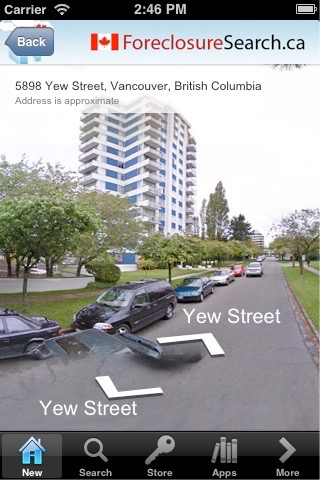 Carrier 2:46 PM
Back
ForeclosureSearch.ca
5898 Yew Street, Vancouver, British Columbia
Address is approximate
Yew Street
Yew Street
New Search Store Apps More